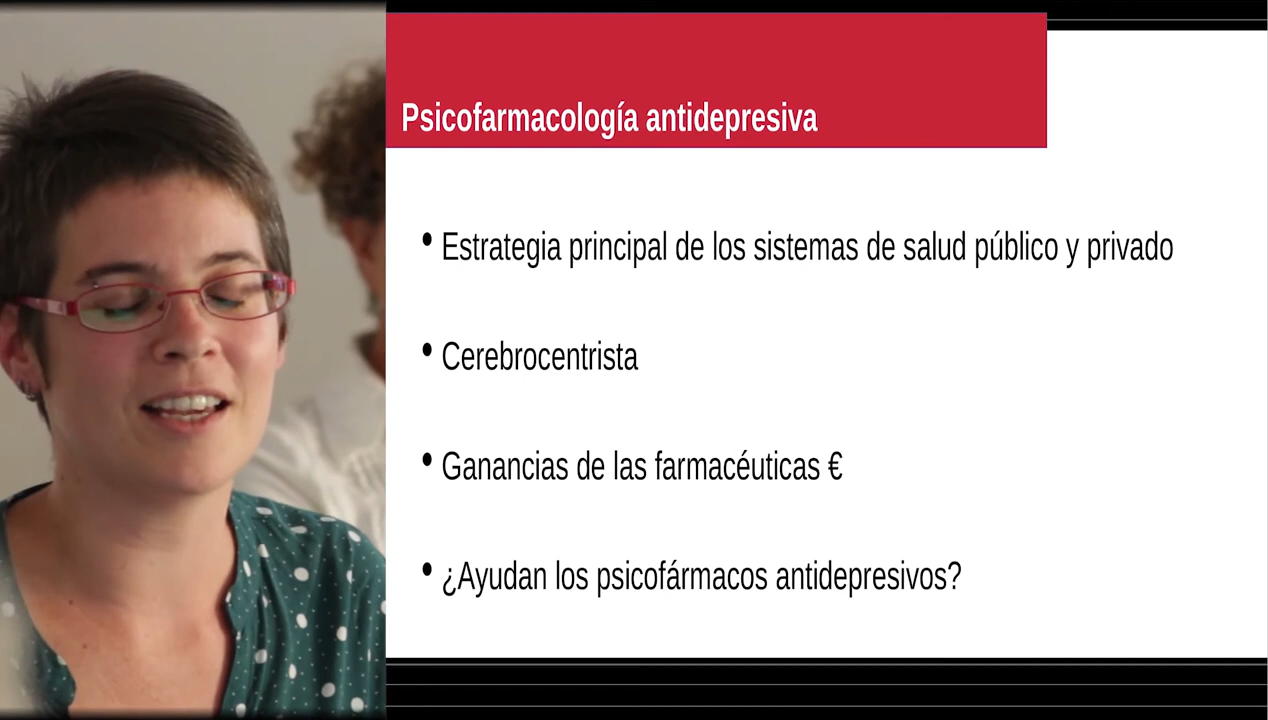 Psicofarmacología antidepresiva
• Estrategia principal de los sistemas de salud público y privado
• Cerebrocentrista
• Ganancias de las farmacéuticas €
• ¿Ayudan los psicofármacos antidepresivos?